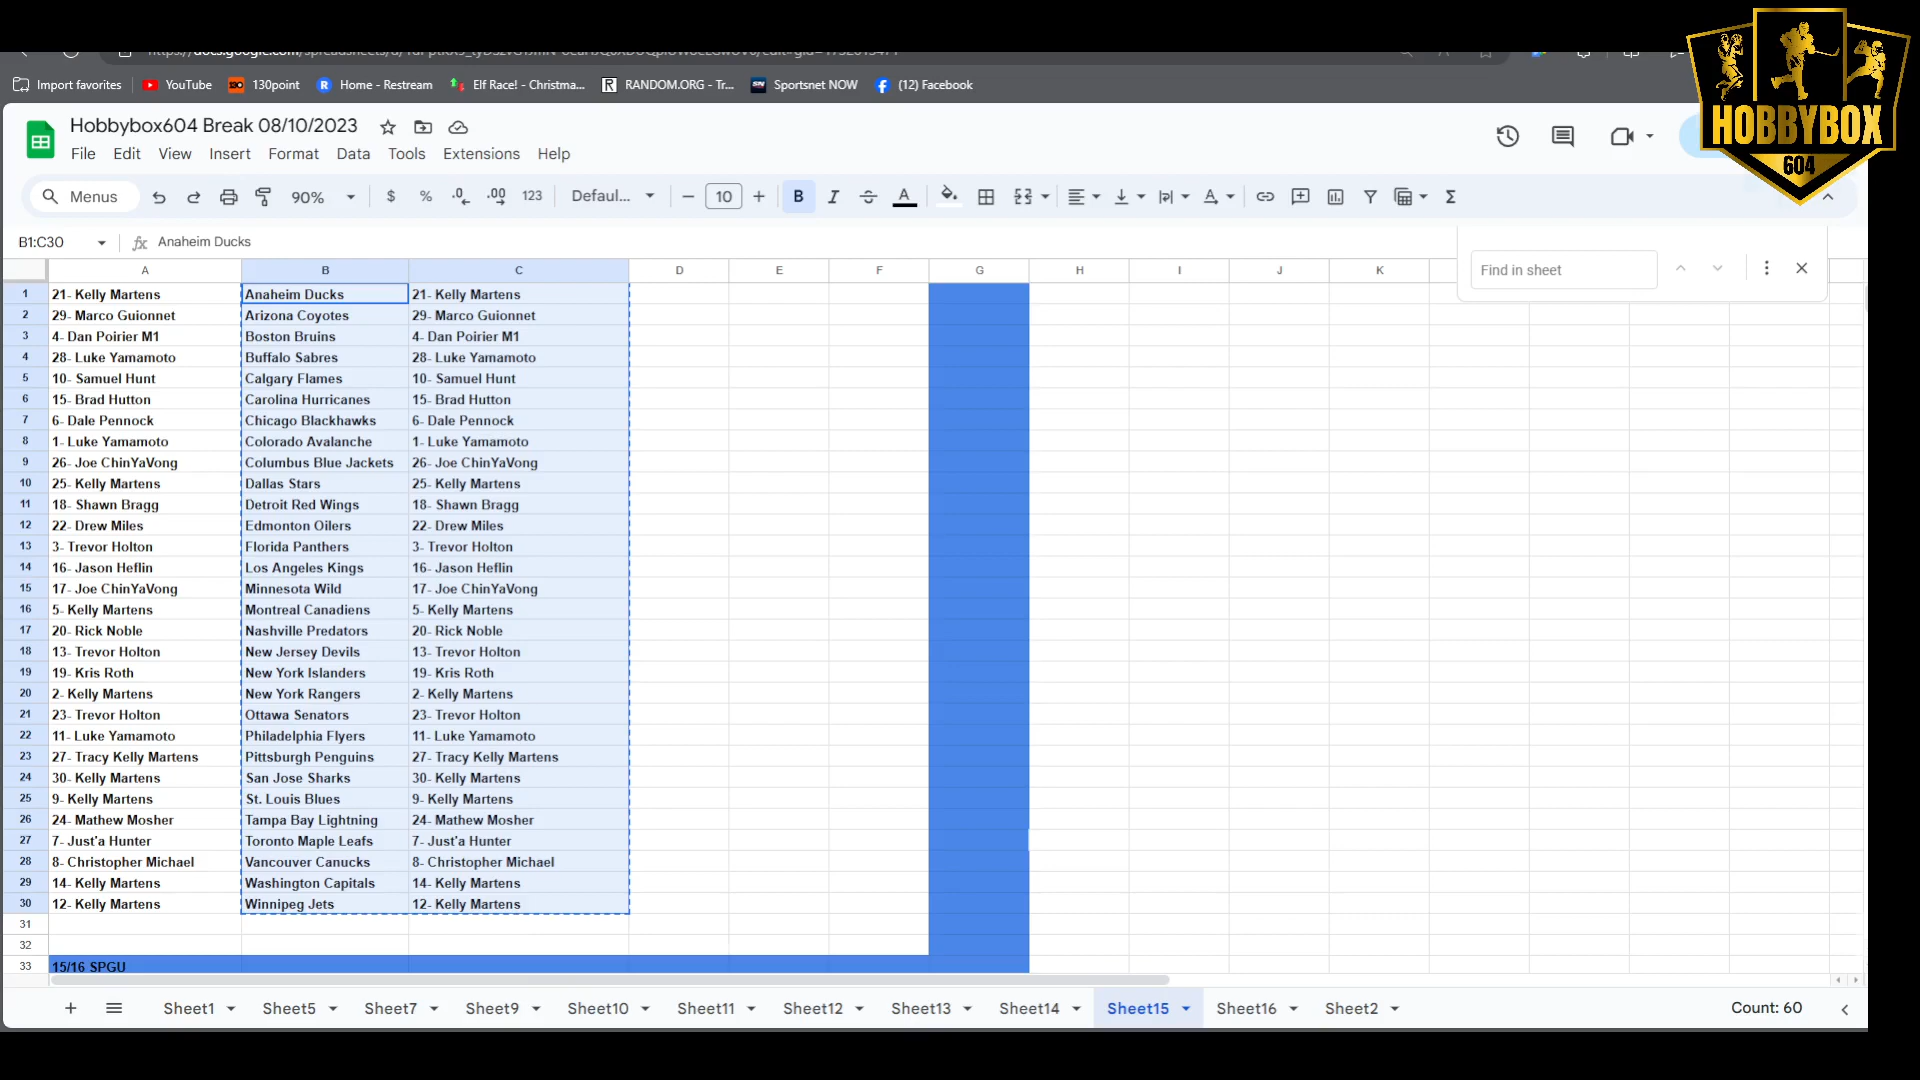 Import favorites YouTube 130point Home - Restream Elf Race! - Christma... RANDOM.ORG - Tr... Sportsnet NOW (12) Facebook
HOBBYBOX
604
Hobbybox604 Break 08/10/2023
File Edit View Insert Format Data Tools Extensions Help
Menus 90% $ % .0 .00 123 Defaul... 10 B I A Σ
B1:C30 fx Anaheim Ducks
Find in sheet
A B C D E F G H I J K
1 21- Kelly Martens Anaheim Ducks 21- Kelly Martens
2 29- Marco Guionnet Arizona Coyotes 29- Marco Guionnet
3 4- Dan Poirier M1 Boston Bruins 4- Dan Poirier M1
4 28- Luke Yamamoto Buffalo Sabres 28- Luke Yamamoto
5 10- Samuel Hunt Calgary Flames 10- Samuel Hunt
6 15- Brad Hutton Carolina Hurricanes 15- Brad Hutton
7 6- Dale Pennock Chicago Blackhawks 6- Dale Pennock
8 1- Luke Yamamoto Colorado Avalanche 1- Luke Yamamoto
9 26- Joe ChinYaVong Columbus Blue Jackets 26- Joe ChinYaVong
10 25- Kelly Martens Dallas Stars 25- Kelly Martens
11 18- Shawn Bragg Detroit Red Wings 18- Shawn Bragg
12 22- Drew Miles Edmonton Oilers 22- Drew Miles
13 3- Trevor Holton Florida Panthers 3- Trevor Holton
14 16- Jason Heflin Los Angeles Kings 16- Jason Heflin
15 17- Joe ChinYaVong Minnesota Wild 17- Joe ChinYaVong
16 5- Kelly Martens Montreal Canadiens 5- Kelly Martens
17 20- Rick Noble Nashville Predators 20- Rick Noble
18 13- Trevor Holton New Jersey Devils 13- Trevor Holton
19 19- Kris Roth New York Islanders 19- Kris Roth
20 2- Kelly Martens New York Rangers 2- Kelly Martens
21 23- Trevor Holton Ottawa Senators 23- Trevor Holton
22 11- Luke Yamamoto Philadelphia Flyers 11- Luke Yamamoto
23 27- Tracy Kelly Martens Pittsburgh Penguins 27- Tracy Kelly Martens
24 30- Kelly Martens San Jose Sharks 30- Kelly Martens
25 9- Kelly Martens St. Louis Blues 9- Kelly Martens
26 24- Mathew Mosher Tampa Bay Lightning 24- Mathew Mosher
27 7- Just'a Hunter Toronto Maple Leafs 7- Just'a Hunter
28 8- Christopher Michael Vancouver Canucks 8- Christopher Michael
29 14- Kelly Martens Washington Capitals 14- Kelly Martens
30 12- Kelly Martens Winnipeg Jets 12- Kelly Martens
31
32
33 15/16 SPGU
Sheet1 Sheet5 Sheet7 Sheet9 Sheet10 Sheet11 Sheet12 Sheet13 Sheet14 Sheet15 Sheet16 Sheet2 Count: 60